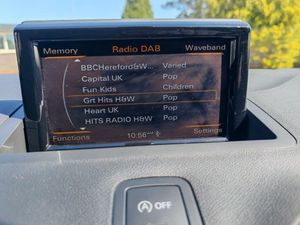 Memory Radio DAB Waveband
BBCHereford&W... Varied
Capital UK Pop
Fun Kids Children
Grt Hits H&W Pop
Heart UK Pop
HITS RADIO H&W Pop
Functions 10:56 Settings
OFF